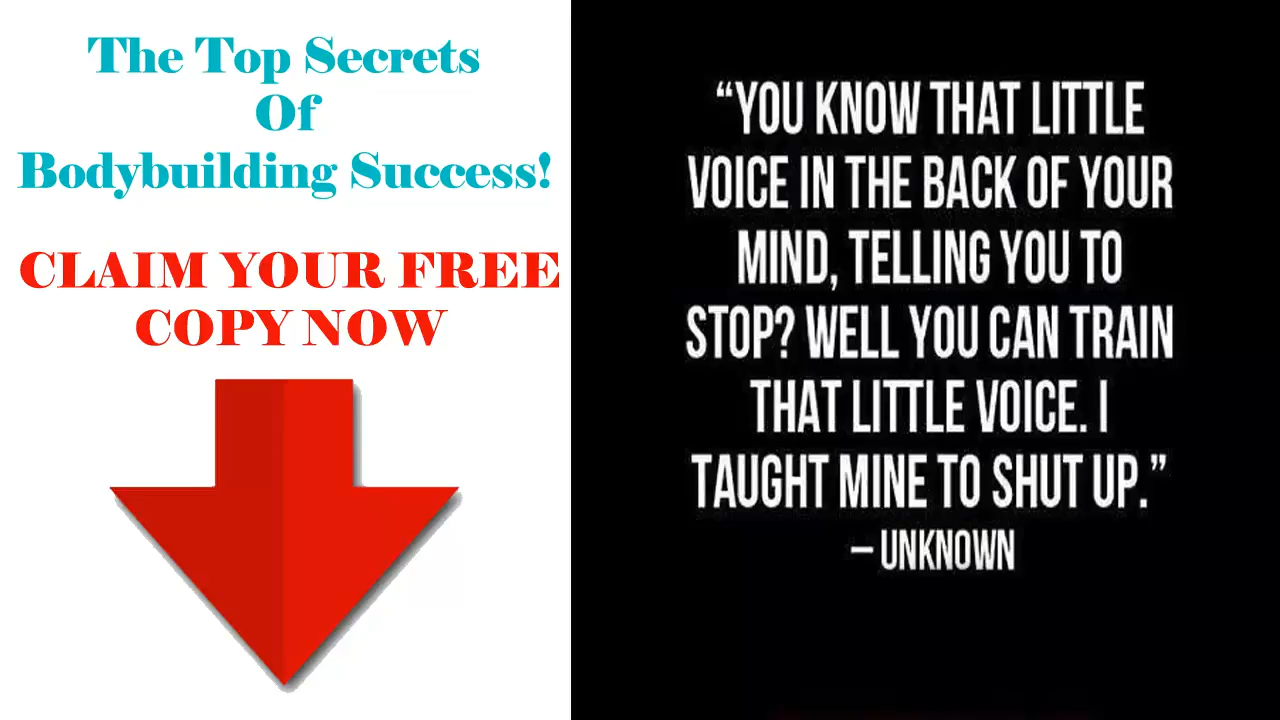 The Top Secrets
Of
Bodybuilding Success!
CLAIM YOUR FREE
COPY NOW
“YOU KNOW THAT LITTLE
VOICE IN THE BACK OF YOUR
MIND, TELLING YOU TO
STOP? WELL YOU CAN TRAIN
THAT LITTLE VOICE. I
TAUGHT MINE TO SHUT UP.”
– UNKNOWN